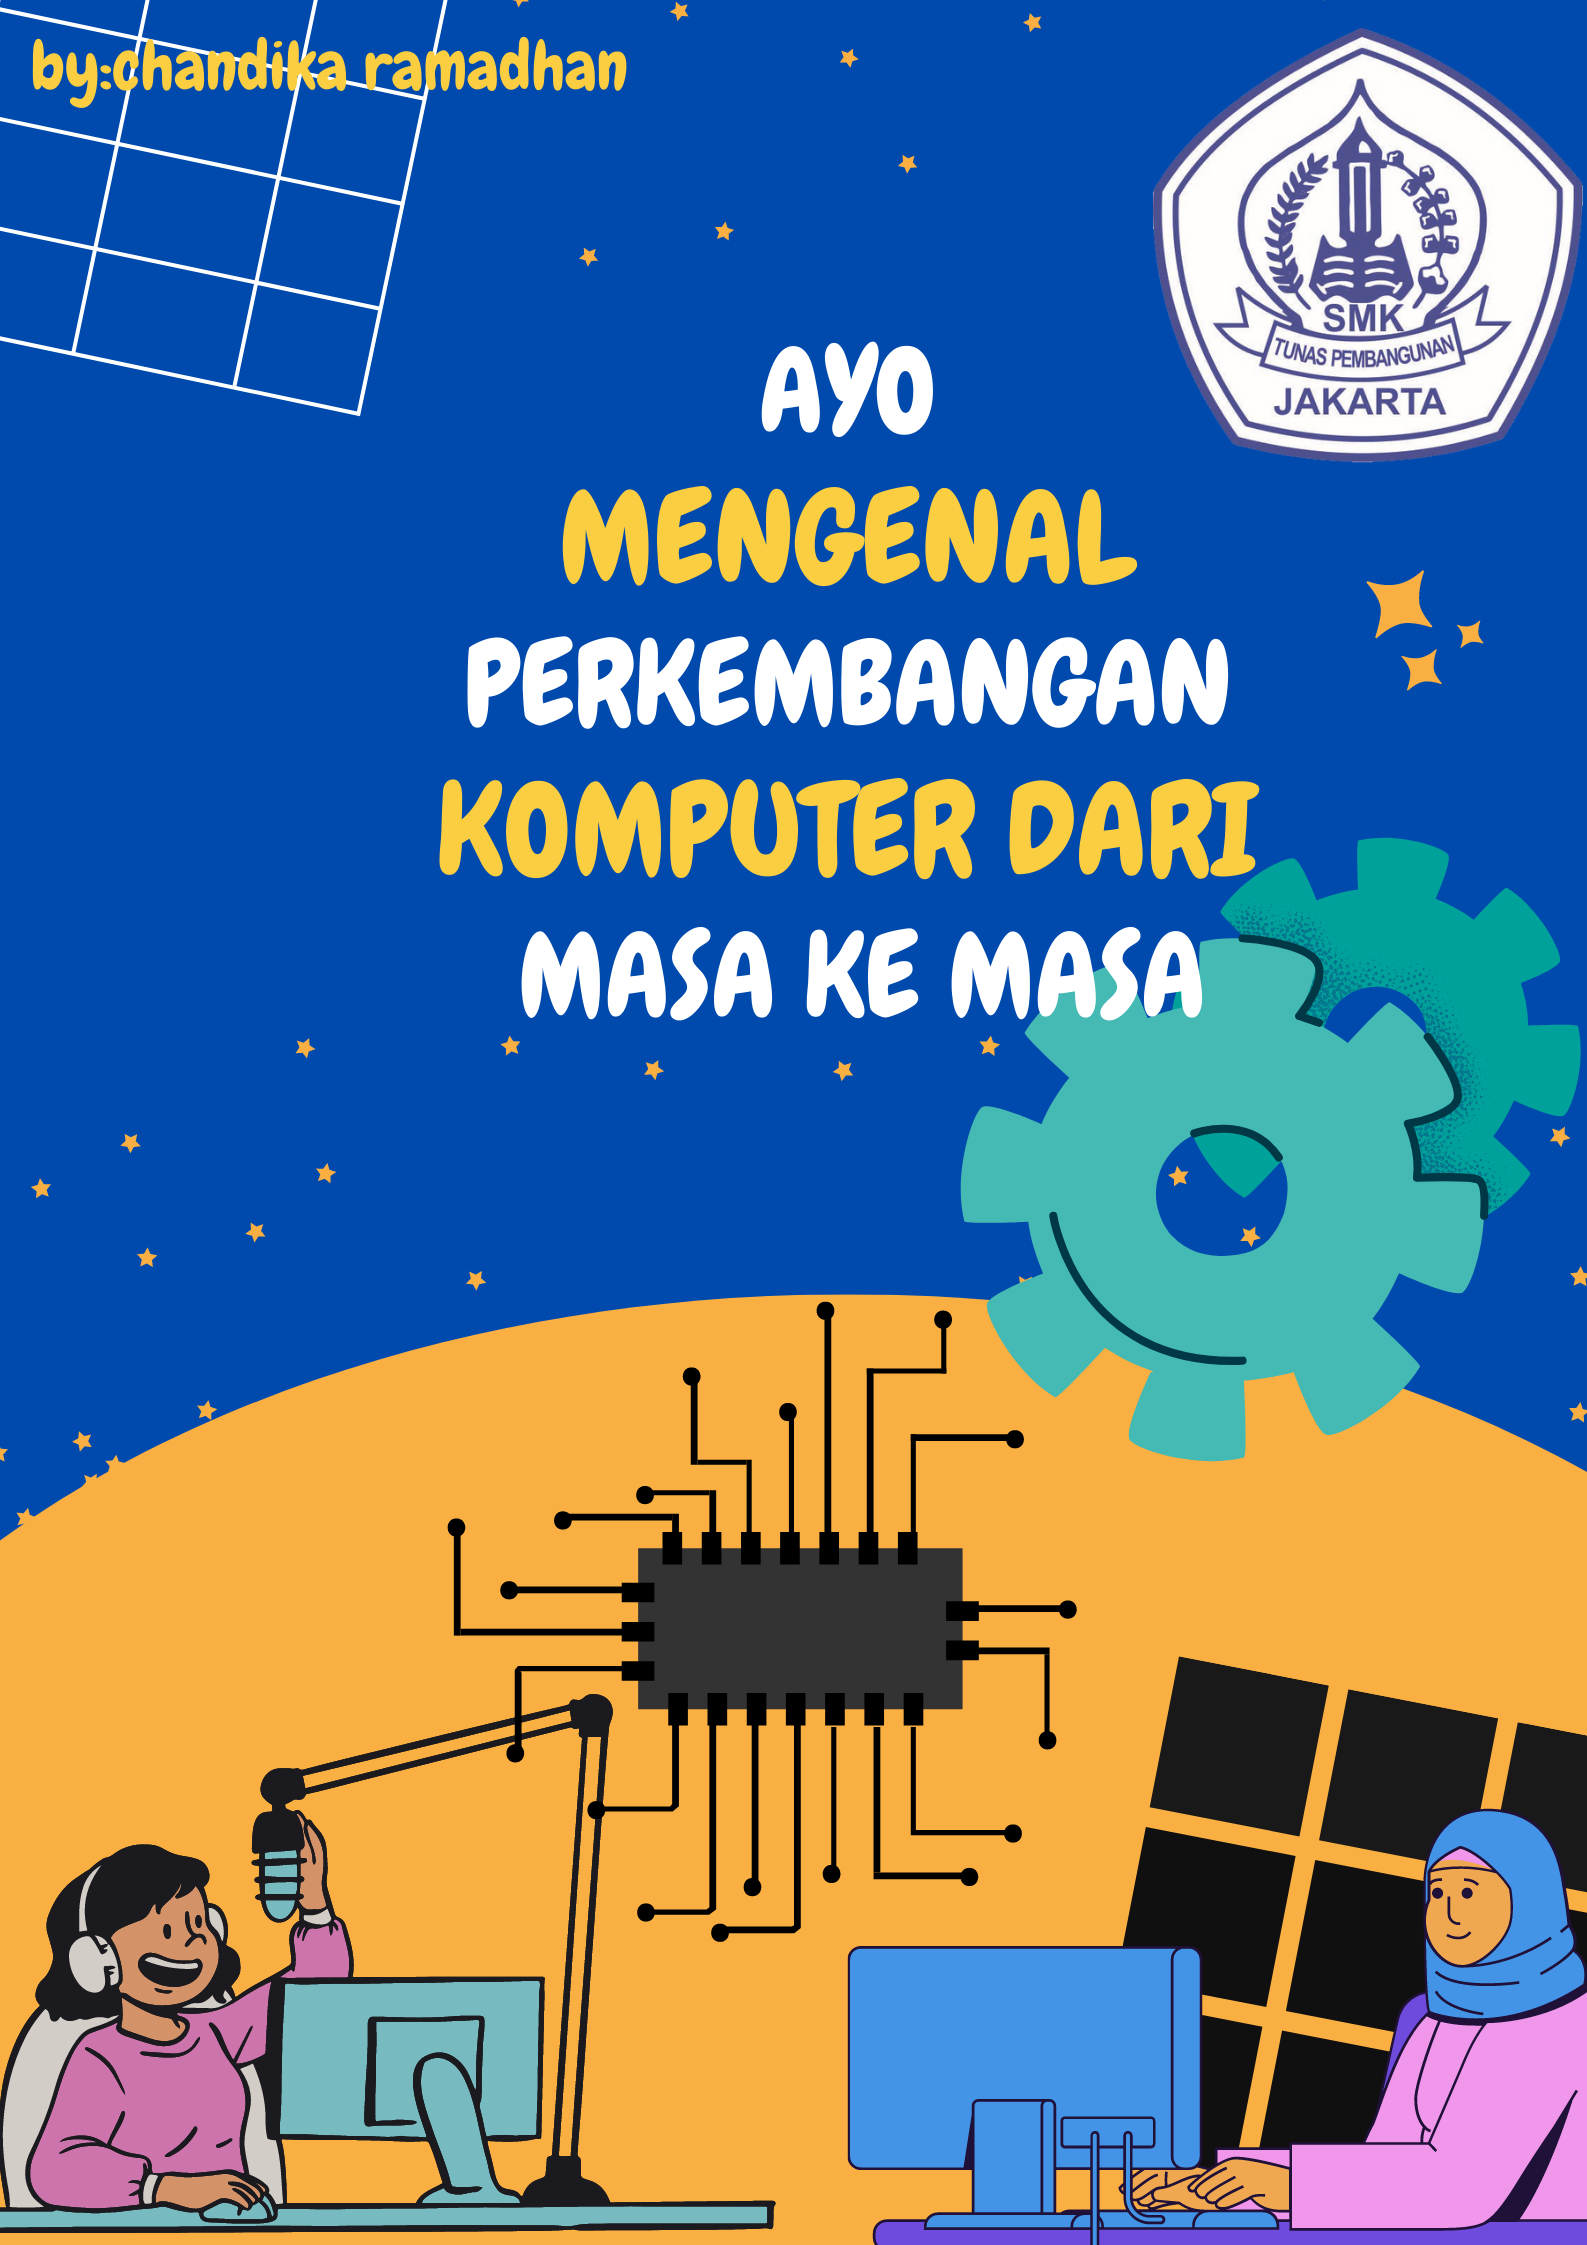 by:chandika ramadhan
SMK
TUNAS PEMBANGUNAN
JAKARTA
AYO
MENGENAL
PERKEMBANGAN
KOMPUTER DARI
MASA KE MASA